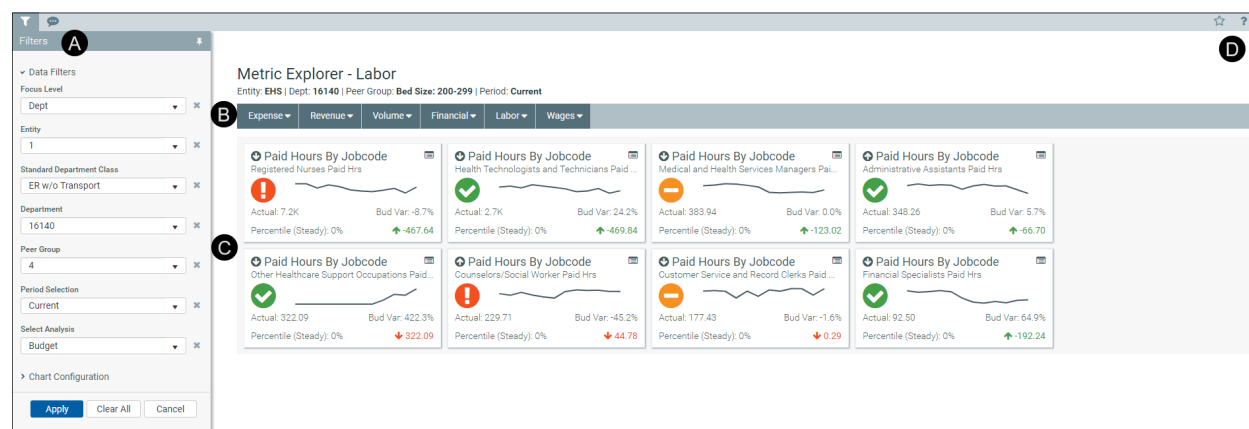 ?
Filters
A
D
Data Filters
Focus Level
Dept
Entity
1
Standard Department Class
ER w/o Transport
Department
16140
Peer Group
4
Period Selection
Current
Select Analysis
Budget
Chart Configuration
Apply Clear All Cancel
Metric Explorer - Labor
Entity: EHS | Dept: 16140 | Peer Group: Bed Size: 200-299 | Period: Current
B
Expense Revenue Volume Financial Labor Wages
C
Paid Hours By Jobcode
Registered Nurses Paid Hrs
Actual: 7.2K Bud Var: -8.7%
Percentile (Steady): 0% -467.64
Paid Hours By Jobcode
Health Technologists and Technicians Paid ...
Actual: 2.7K Bud Var: 24.2%
Percentile (Steady): 0% -469.84
Paid Hours By Jobcode
Medical and Health Services Managers Pai...
Actual: 383.94 Bud Var: 0.0%
Percentile (Steady): 0% -123.02
Paid Hours By Jobcode
Administrative Assistants Paid Hrs
Actual: 348.26 Bud Var: 5.7%
Percentile (Steady): 0% -66.70
Paid Hours By Jobcode
Other Healthcare Support Occupations Paid...
Actual: 322.09 Bud Var: 422.3%
Percentile (Steady): 0% 322.09
Paid Hours By Jobcode
Counselors/Social Worker Paid Hrs
Actual: 229.71 Bud Var: -45.2%
Percentile (Steady): 0% 44.78
Paid Hours By Jobcode
Customer Service and Record Clerks Paid ...
Actual: 177.43 Bud Var: -1.6%
Percentile (Steady): 0% 0.29
Paid Hours By Jobcode
Financial Specialists Paid Hrs
Actual: 92.50 Bud Var: 64.9%
Percentile (Steady): 0% -192.24